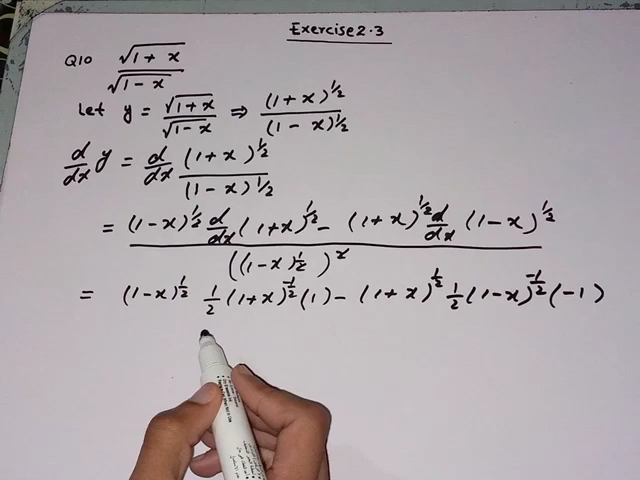 Exercise 2.3
Q10 √(1 + x) / √(1 - x)
Let y = √(1+x) / √(1-x) ⇒ (1+x)^½ / (1-x)^½
d/dx y = d/dx (1+x)^½ / (1-x)^½
= ((1-x)^½ d/dx (1+x)^½ - (1+x)^½ d/dx (1-x)^½) / ((1-x)^½)^2
= (1-x)^½ ½ (1+x)^-½ (1) - (1+x)^½ ½ (1-x)^-½ (-1)